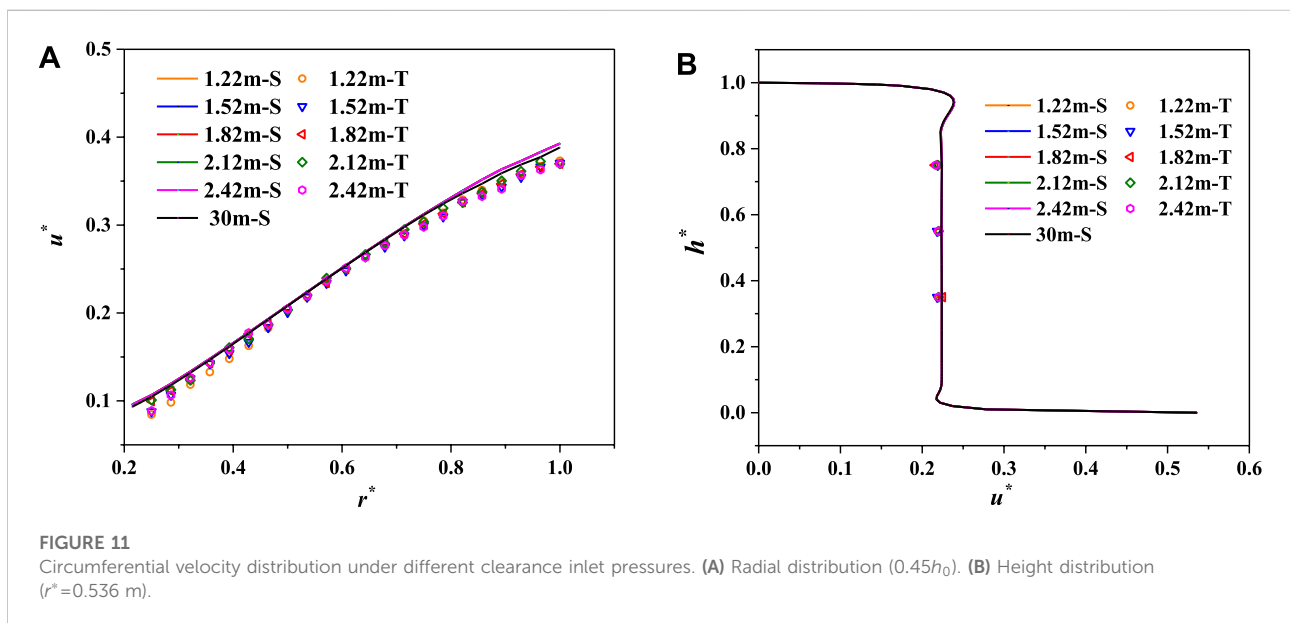 A
0.5
0.4
0.3
0.2
0.1
u*
0.2 0.4 0.6 0.8 1.0
r*
1.22m-S 1.22m-T
1.52m-S 1.52m-T
1.82m-S 1.82m-T
2.12m-S 2.12m-T
2.42m-S 2.42m-T
30m-S
B
1.0
0.8
0.6
0.4
0.2
0.0
h*
0.0 0.1 0.2 0.3 0.4 0.5 0.6
u*
1.22m-S 1.22m-T
1.52m-S 1.52m-T
1.82m-S 1.82m-T
2.12m-S 2.12m-T
2.42m-S 2.42m-T
30m-S
FIGURE 11
Circumferential velocity distribution under different clearance inlet pressures. (A) Radial distribution (0.45h₀). (B) Height distribution
(r*=0.536 m).